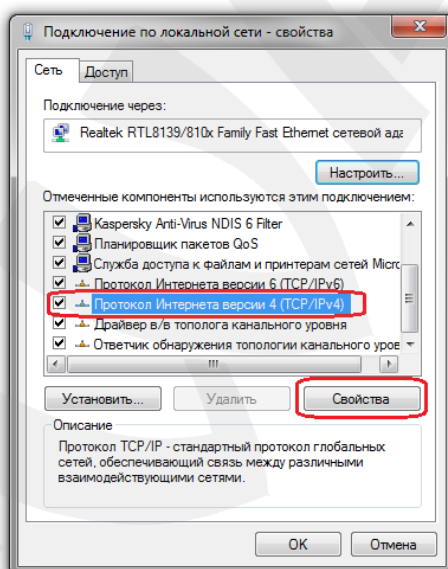 Подключение по локальной сети - свойства
Сеть
Доступ
Подключение через:
Realtek RTL8139/810x Family Fast Ethernet сетевой ада
Настроить...
Отмеченные компоненты используются этим подключением:
Kaspersky Anti-Virus NDIS 6 Filter
Планировщик пакетов QoS
Служба доступа к файлам и принтерам сетей Micro
Протокол Интернета версии 6 (TCP/IPv6)
Протокол Интернета версии 4 (TCP/IPv4)
Драйвер в/в тополога канального уровня
Ответчик обнаружения топологии канального уров
Установить...
Удалить
Свойства
Описание
Протокол TCP/IP - стандартный протокол глобальных
сетей, обеспечивающий связь между различными
взаимодействующими сетями.
OK
Отмена